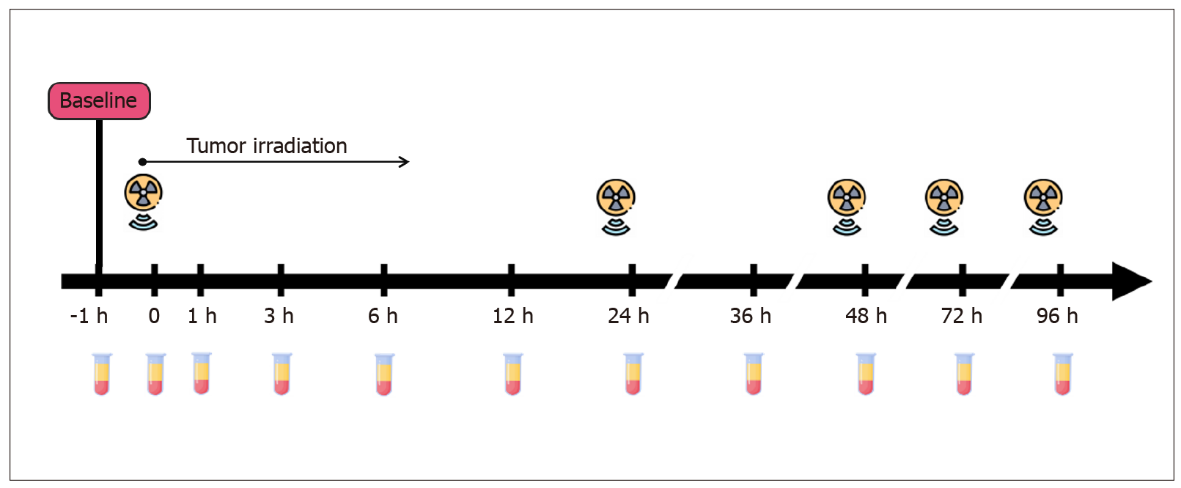 Baseline
Tumor irradiation
-1 h 0 1 h 3 h 6 h 12 h 24 h 36 h 48 h 72 h 96 h